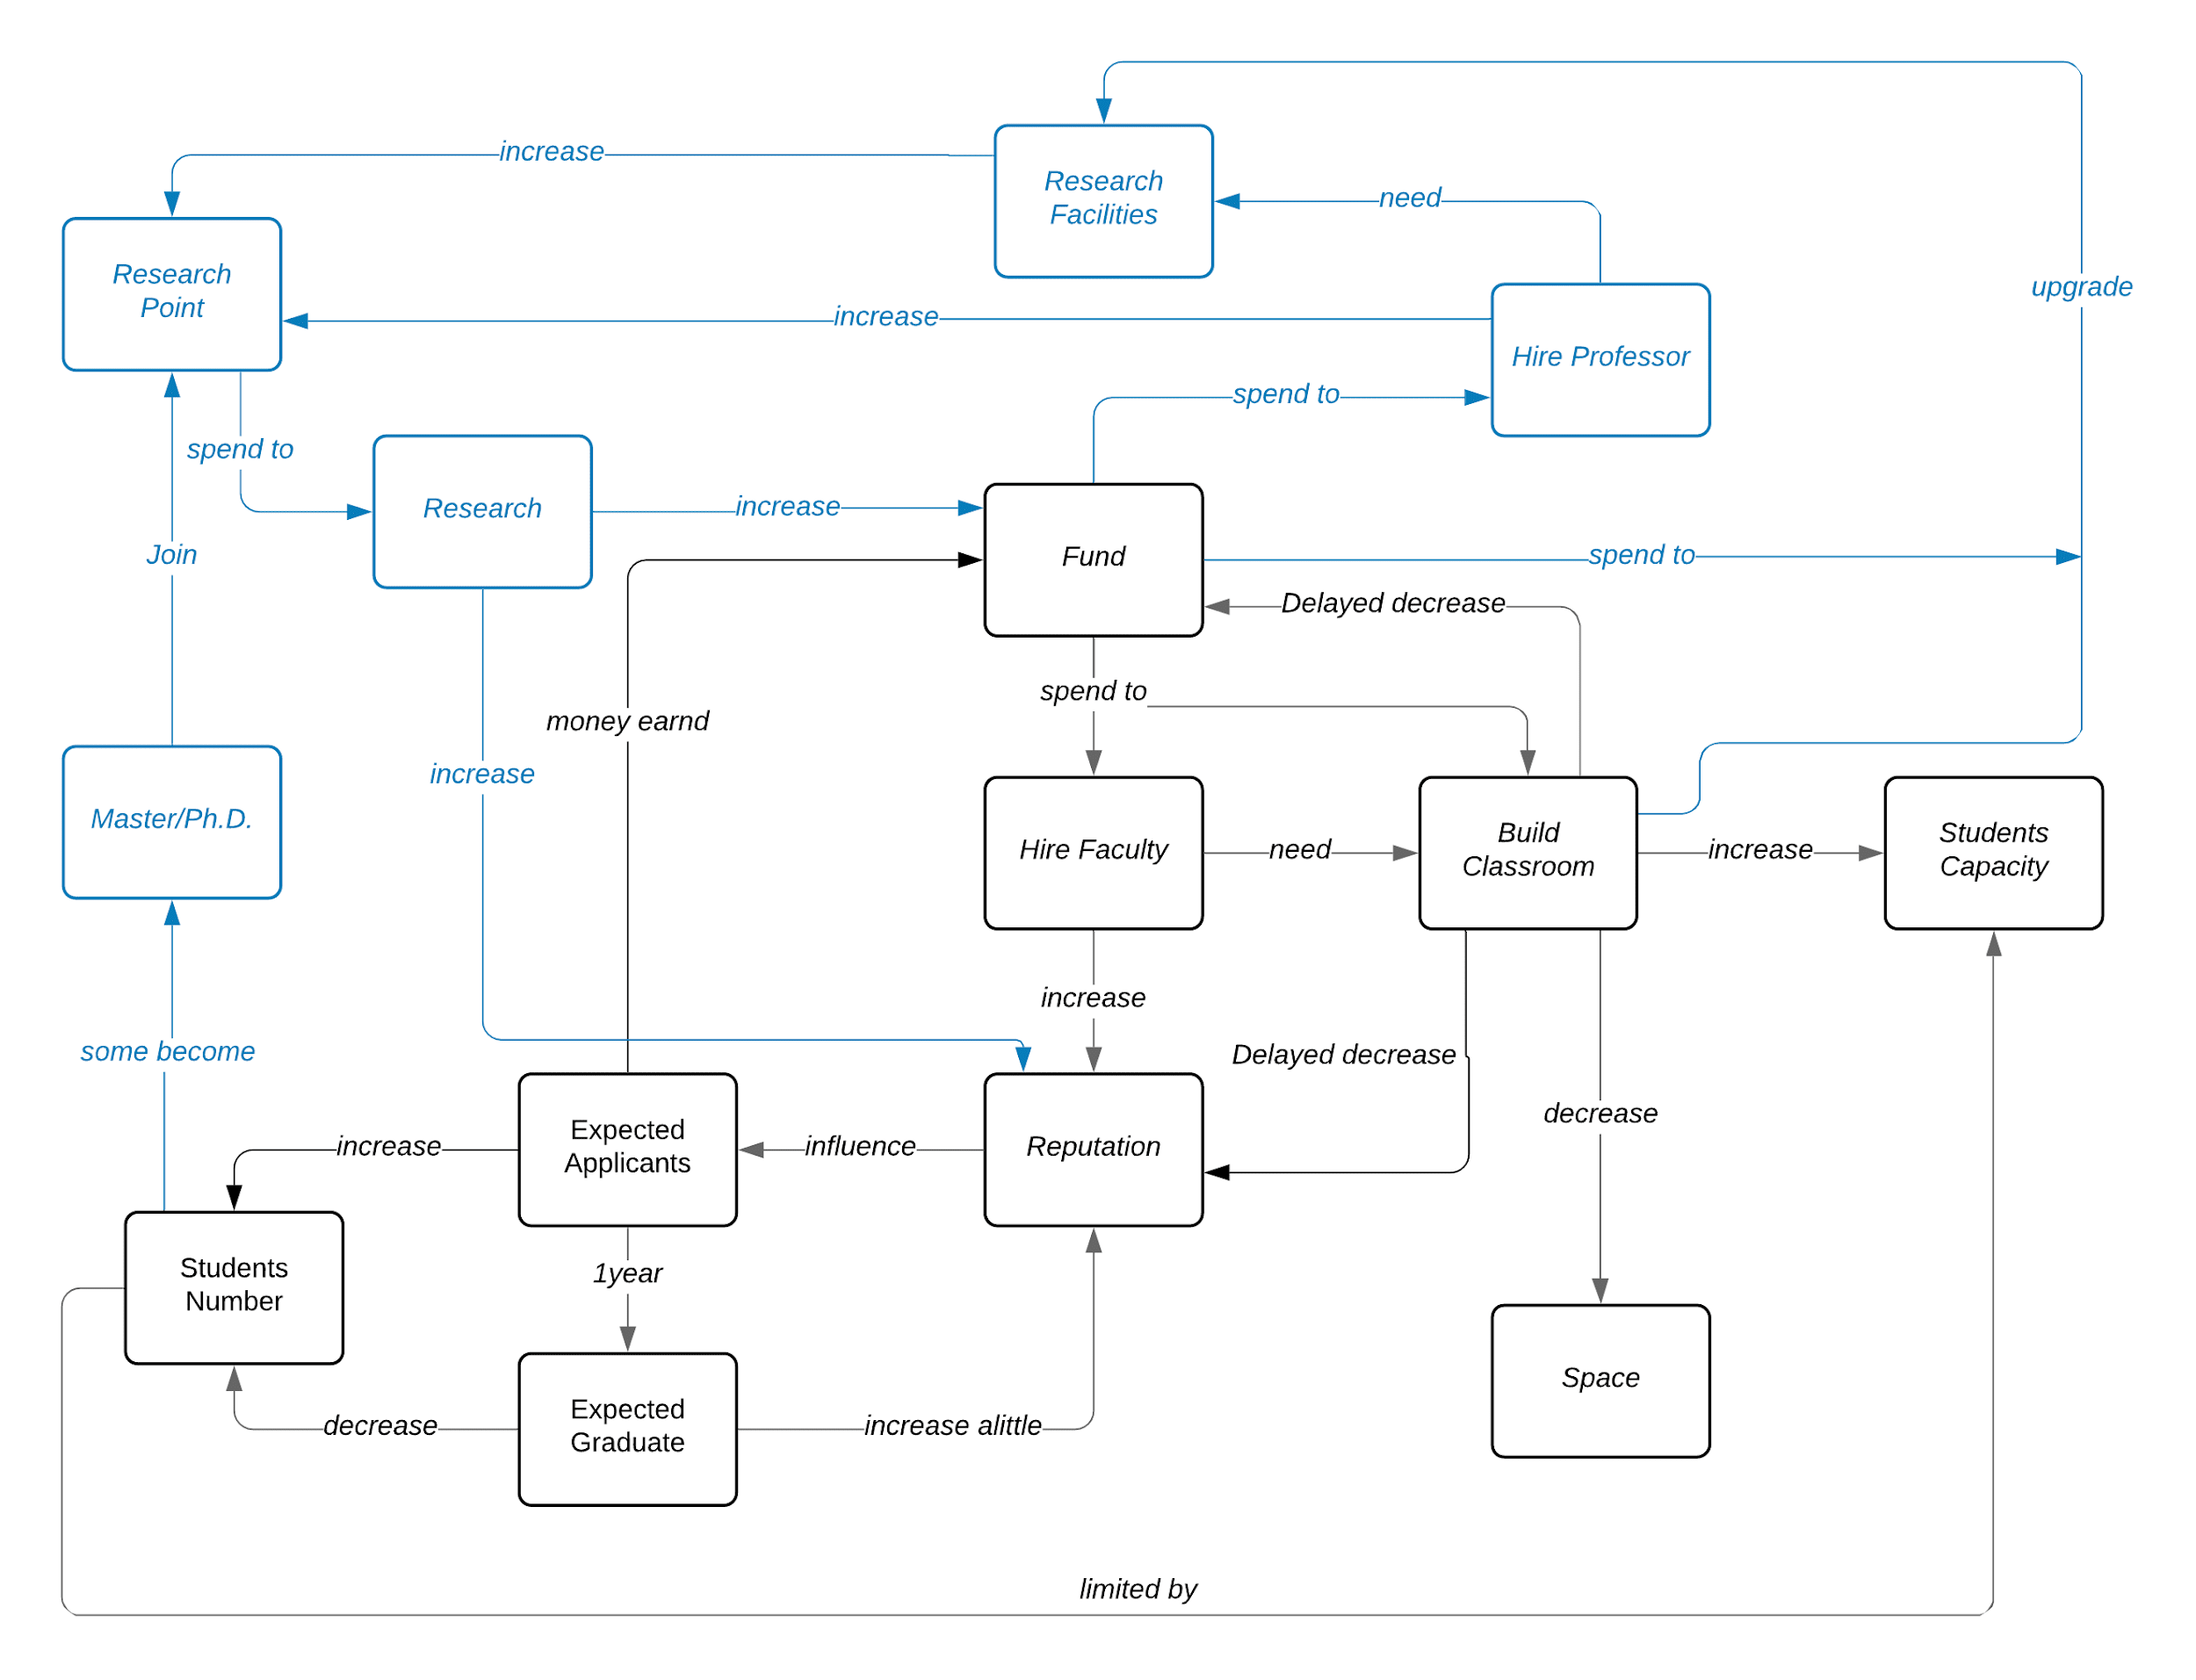 increase
Research
Facilities
need
Research
Point
upgrade
increase
Hire Professor
spend to
spend to
Research
increase
Fund
spend to
Join
Delayed decrease
spend to
money earnd
increase
Master/Ph.D.
Hire Faculty
need
Build
Classroom
increase
Students
Capacity
increase
some become
Delayed decrease
decrease
Expected
Applicants
increase
influence
Reputation
Students
Number
1year
Expected
Graduate
decrease
increase alittle
Space
limited by